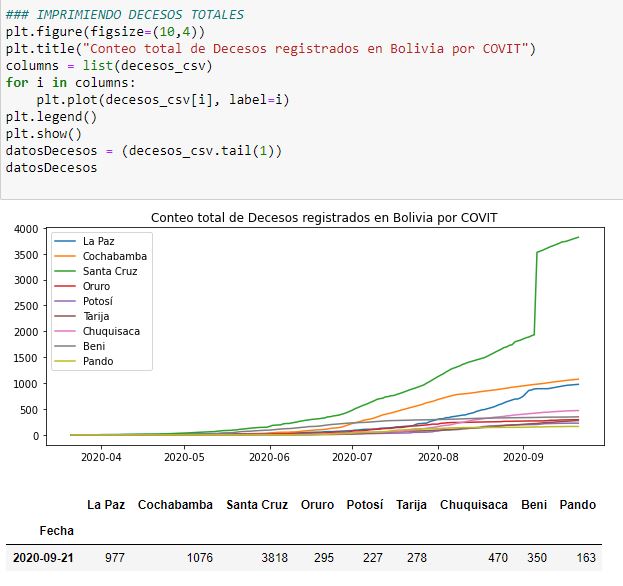 ### IMPRIMIENDO DECESOS TOTALES
plt.figure(figsize=(10,4))
plt.title("Conteo total de Decesos registrados en Bolivia por COVIT")
columns = list(decesos_csv)
for i in columns:
    plt.plot(decesos_csv[i], label=i)
plt.legend()
plt.show()
datosDecesos = (decesos_csv.tail(1))
datosDecesos
Conteo total de Decesos registrados en Bolivia por COVIT
4000
3500
3000
2500
2000
1500
1000
500
0
La Paz
Cochabamba
Santa Cruz
Oruro
Potosí
Tarija
Chuquisaca
Beni
Pando
2020-04 2020-05 2020-06 2020-07 2020-08 2020-09
La Paz Cochabamba Santa Cruz Oruro Potosí Tarija Chuquisaca Beni Pando
Fecha
2020-09-21 977 1076 3818 295 227 278 470 350 163